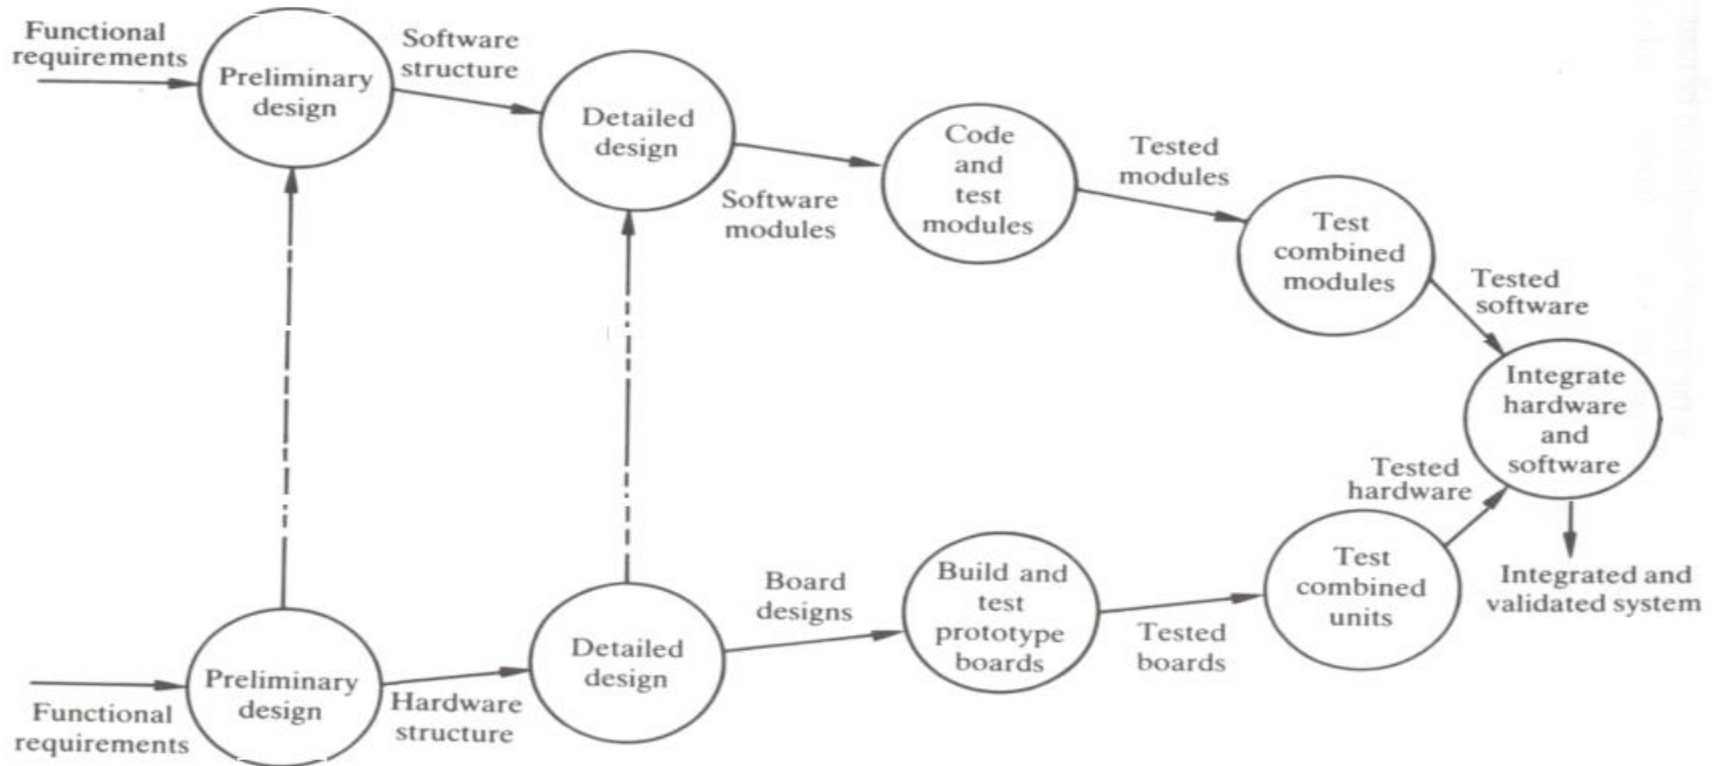 Functional
requirements
Preliminary
design
Software
structure
Detailed
design
Software
modules
Code
and
test
modules
Tested
modules
Test
combined
modules
Tested
software
Integrate
hardware
and
software
Integrated and
validated system
Functional
requirements
Preliminary
design
Hardware
structure
Detailed
design
Board
designs
Build and
test
prototype
boards
Tested
boards
Test
combined
units
Tested
hardware